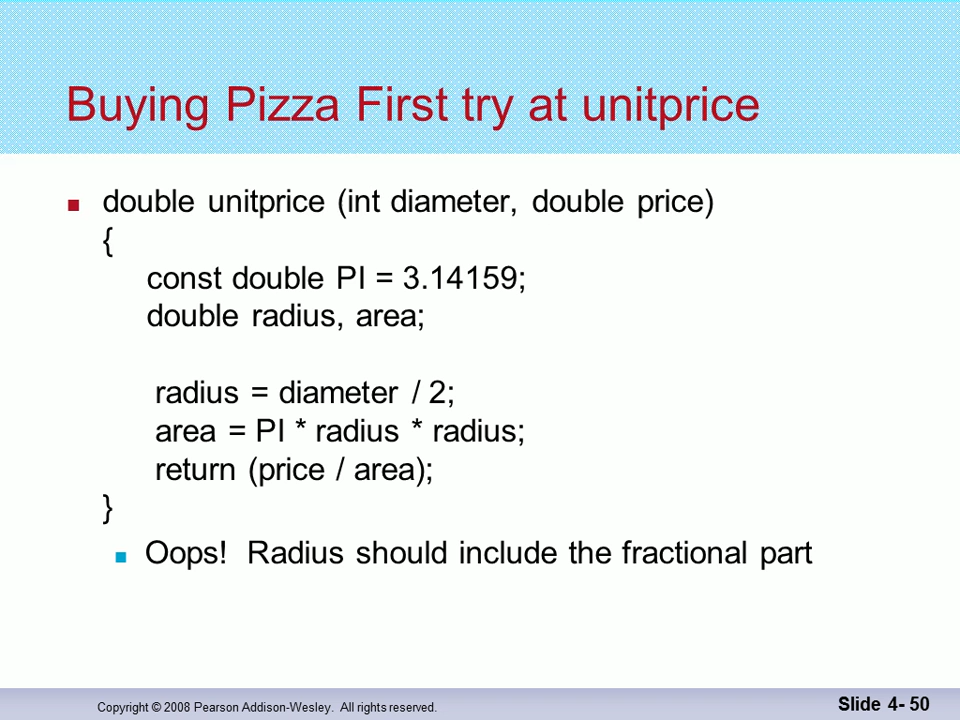 Buying Pizza First try at unitprice
double unitprice (int diameter, double price)
{
const double PI = 3.14159;
double radius, area;
radius = diameter / 2;
area = PI * radius * radius;
return (price / area);
}
Oops! Radius should include the fractional part
Copyright © 2008 Pearson Addison-Wesley. All rights reserved.
Slide 4- 50